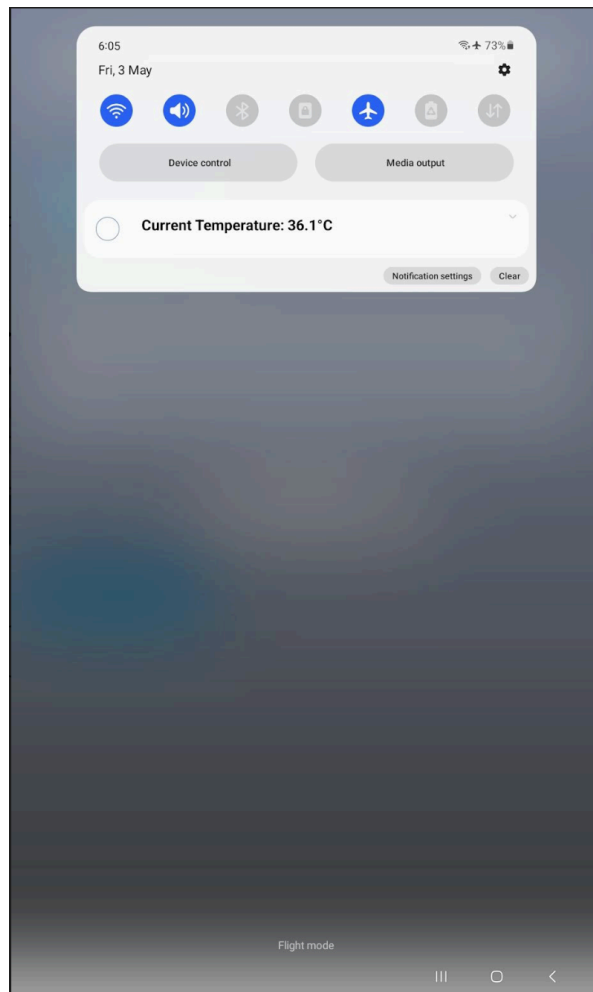 6:05
73%
Fri, 3 May
Device control
Media output
Current Temperature: 36.1°C
Notification settings
Clear
Flight mode